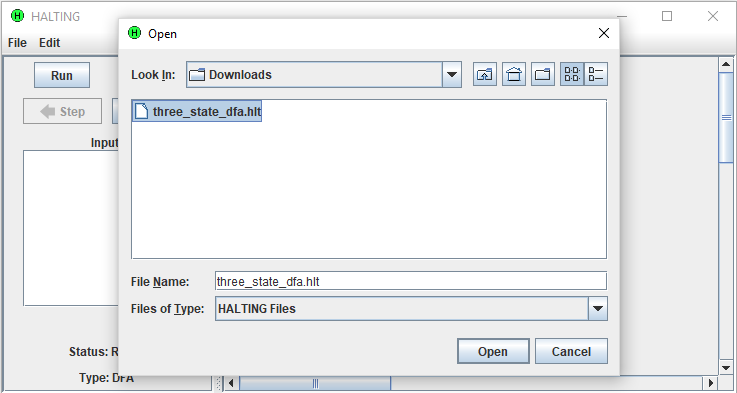 HALTING
File Edit
Run
Step
Input
Status: R
Type: DFA
H Open
Look In: Downloads
three_state_dfa.hlt
File Name: three_state_dfa.hlt
Files of Type: HALTING Files
Open Cancel